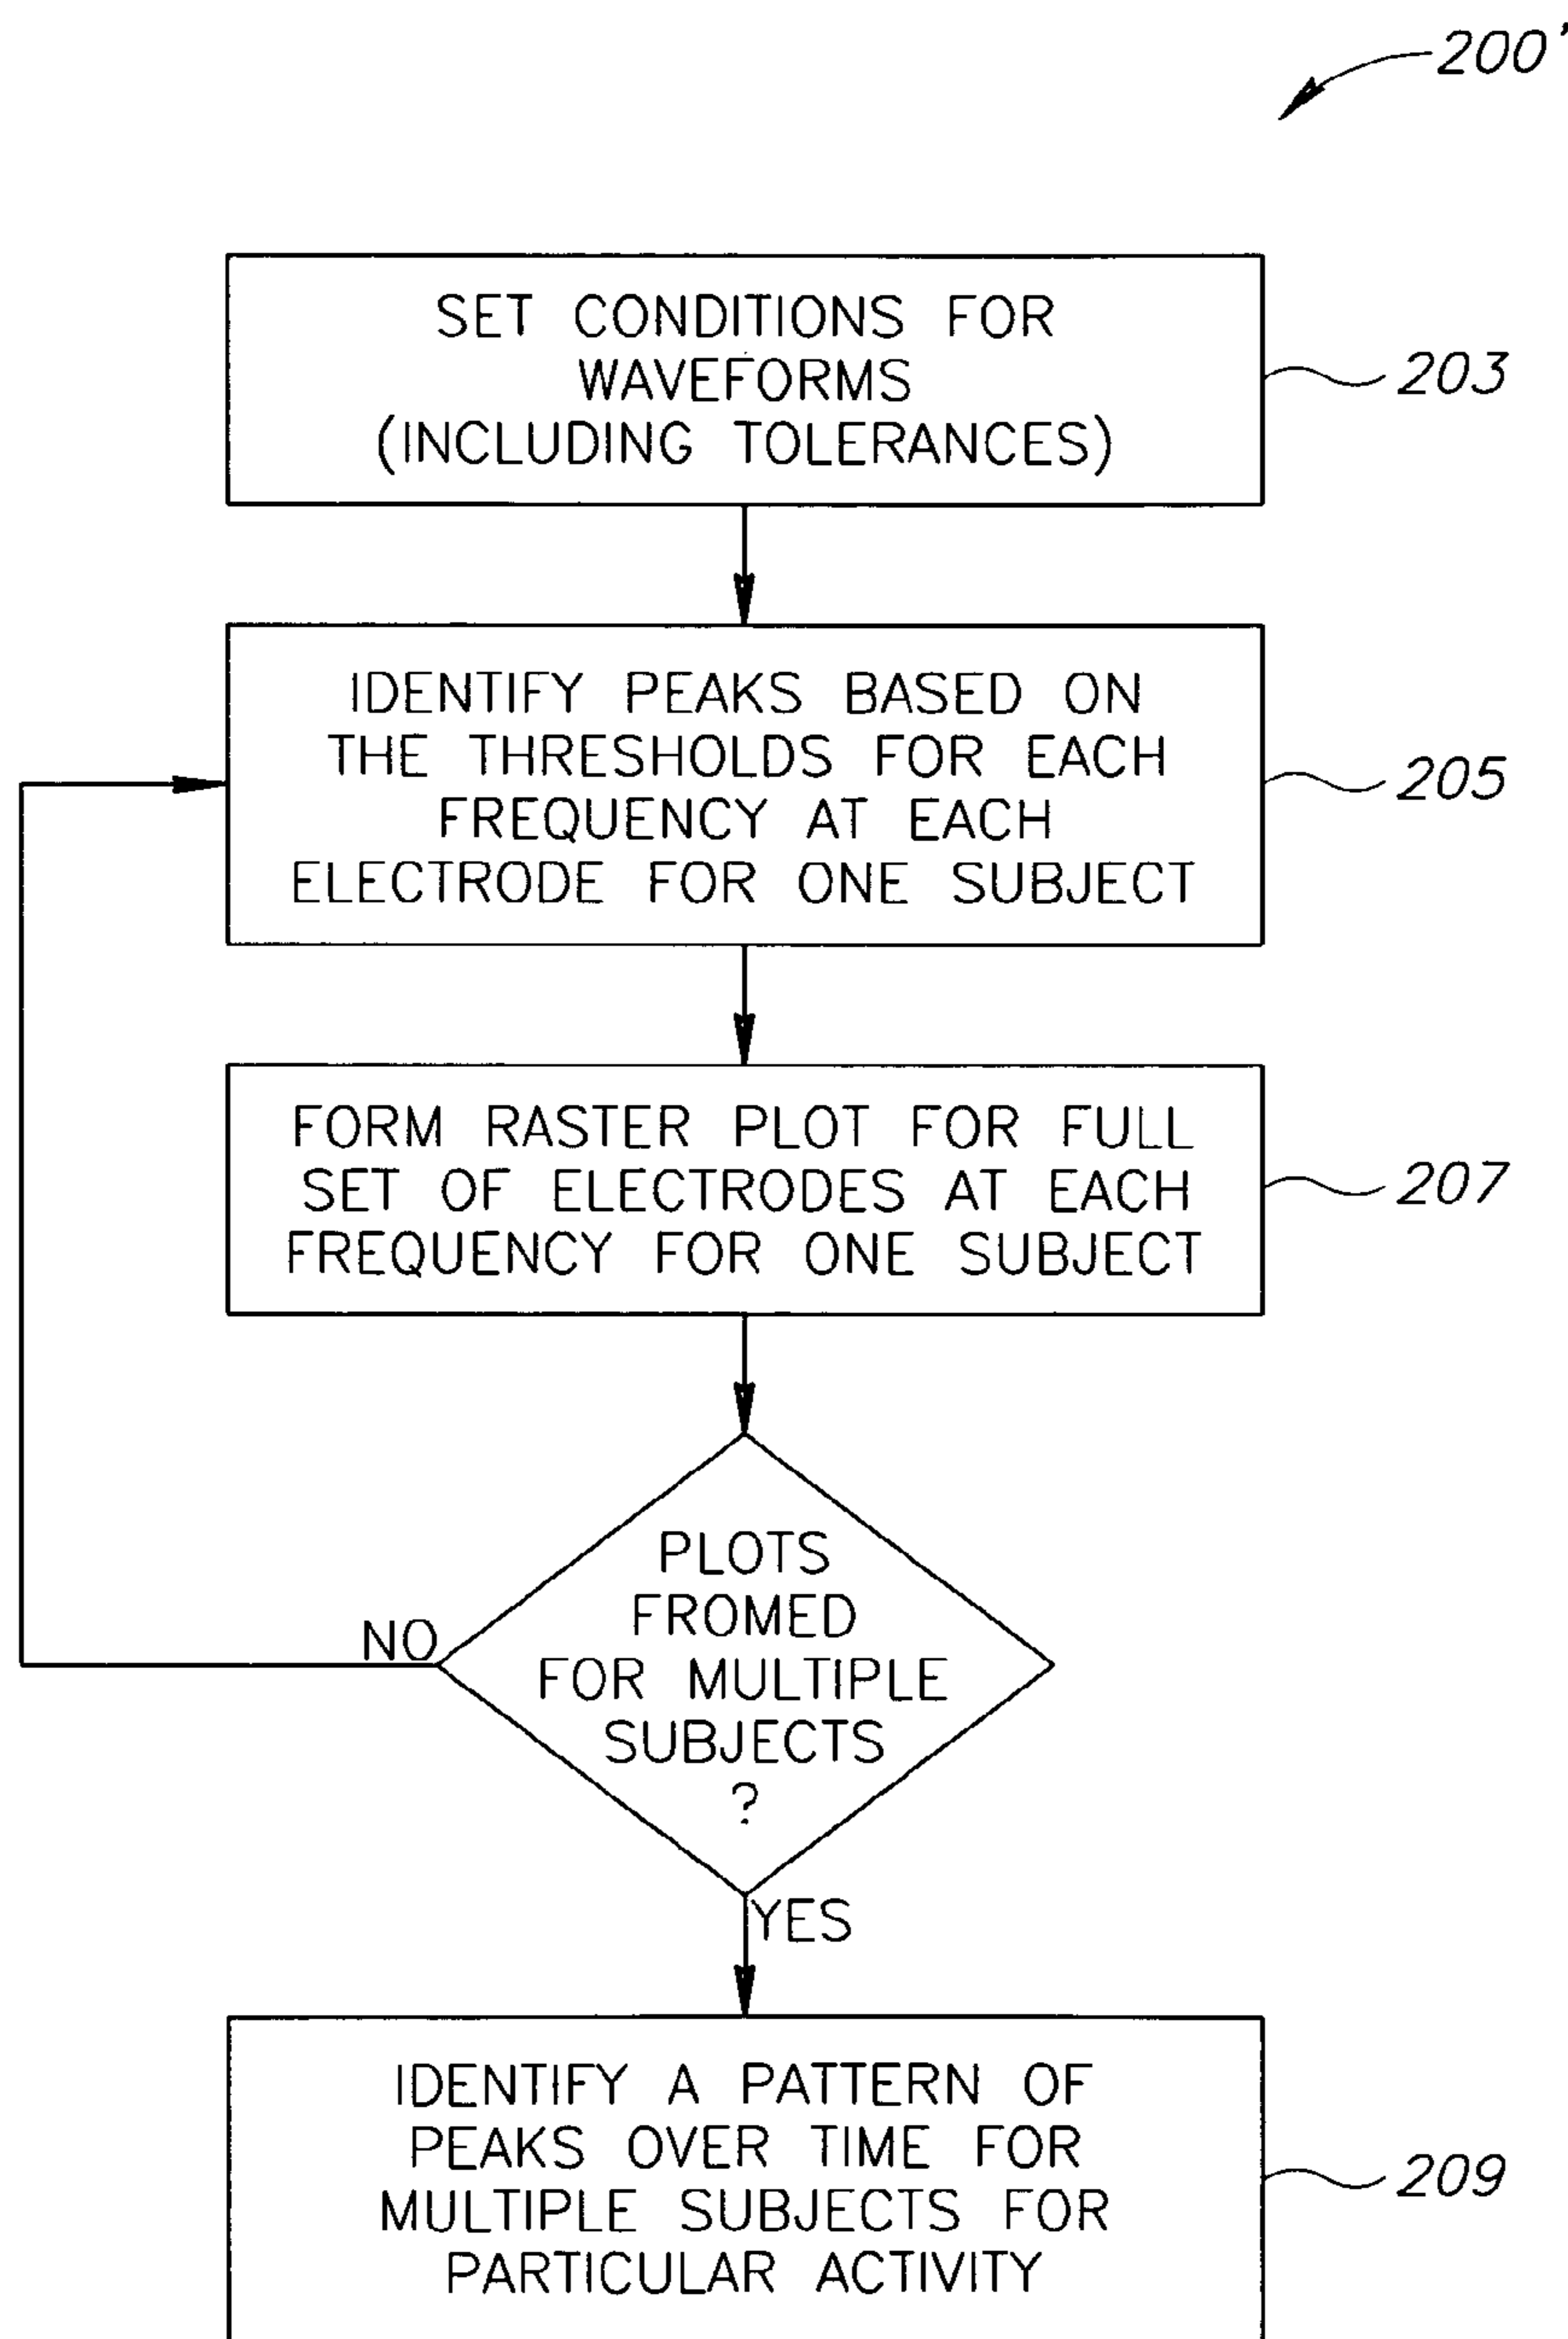 200'
SET CONDITIONS FOR
WAVEFORMS
(INCLUDING TOLERANCES)
203
IDENTIFY PEAKS BASED ON
THE THRESHOLDS FOR EACH
FREQUENCY AT EACH
ELECTRODE FOR ONE SUBJECT
205
FORM RASTER PLOT FOR FULL
SET OF ELECTRODES AT EACH
FREQUENCY FOR ONE SUBJECT
207
PLOTS
FROMED
FOR MULTIPLE
SUBJECTS
?
NO
YES
IDENTIFY A PATTERN OF
PEAKS OVER TIME FOR
MULTIPLE SUBJECTS FOR
PARTICULAR ACTIVITY
209